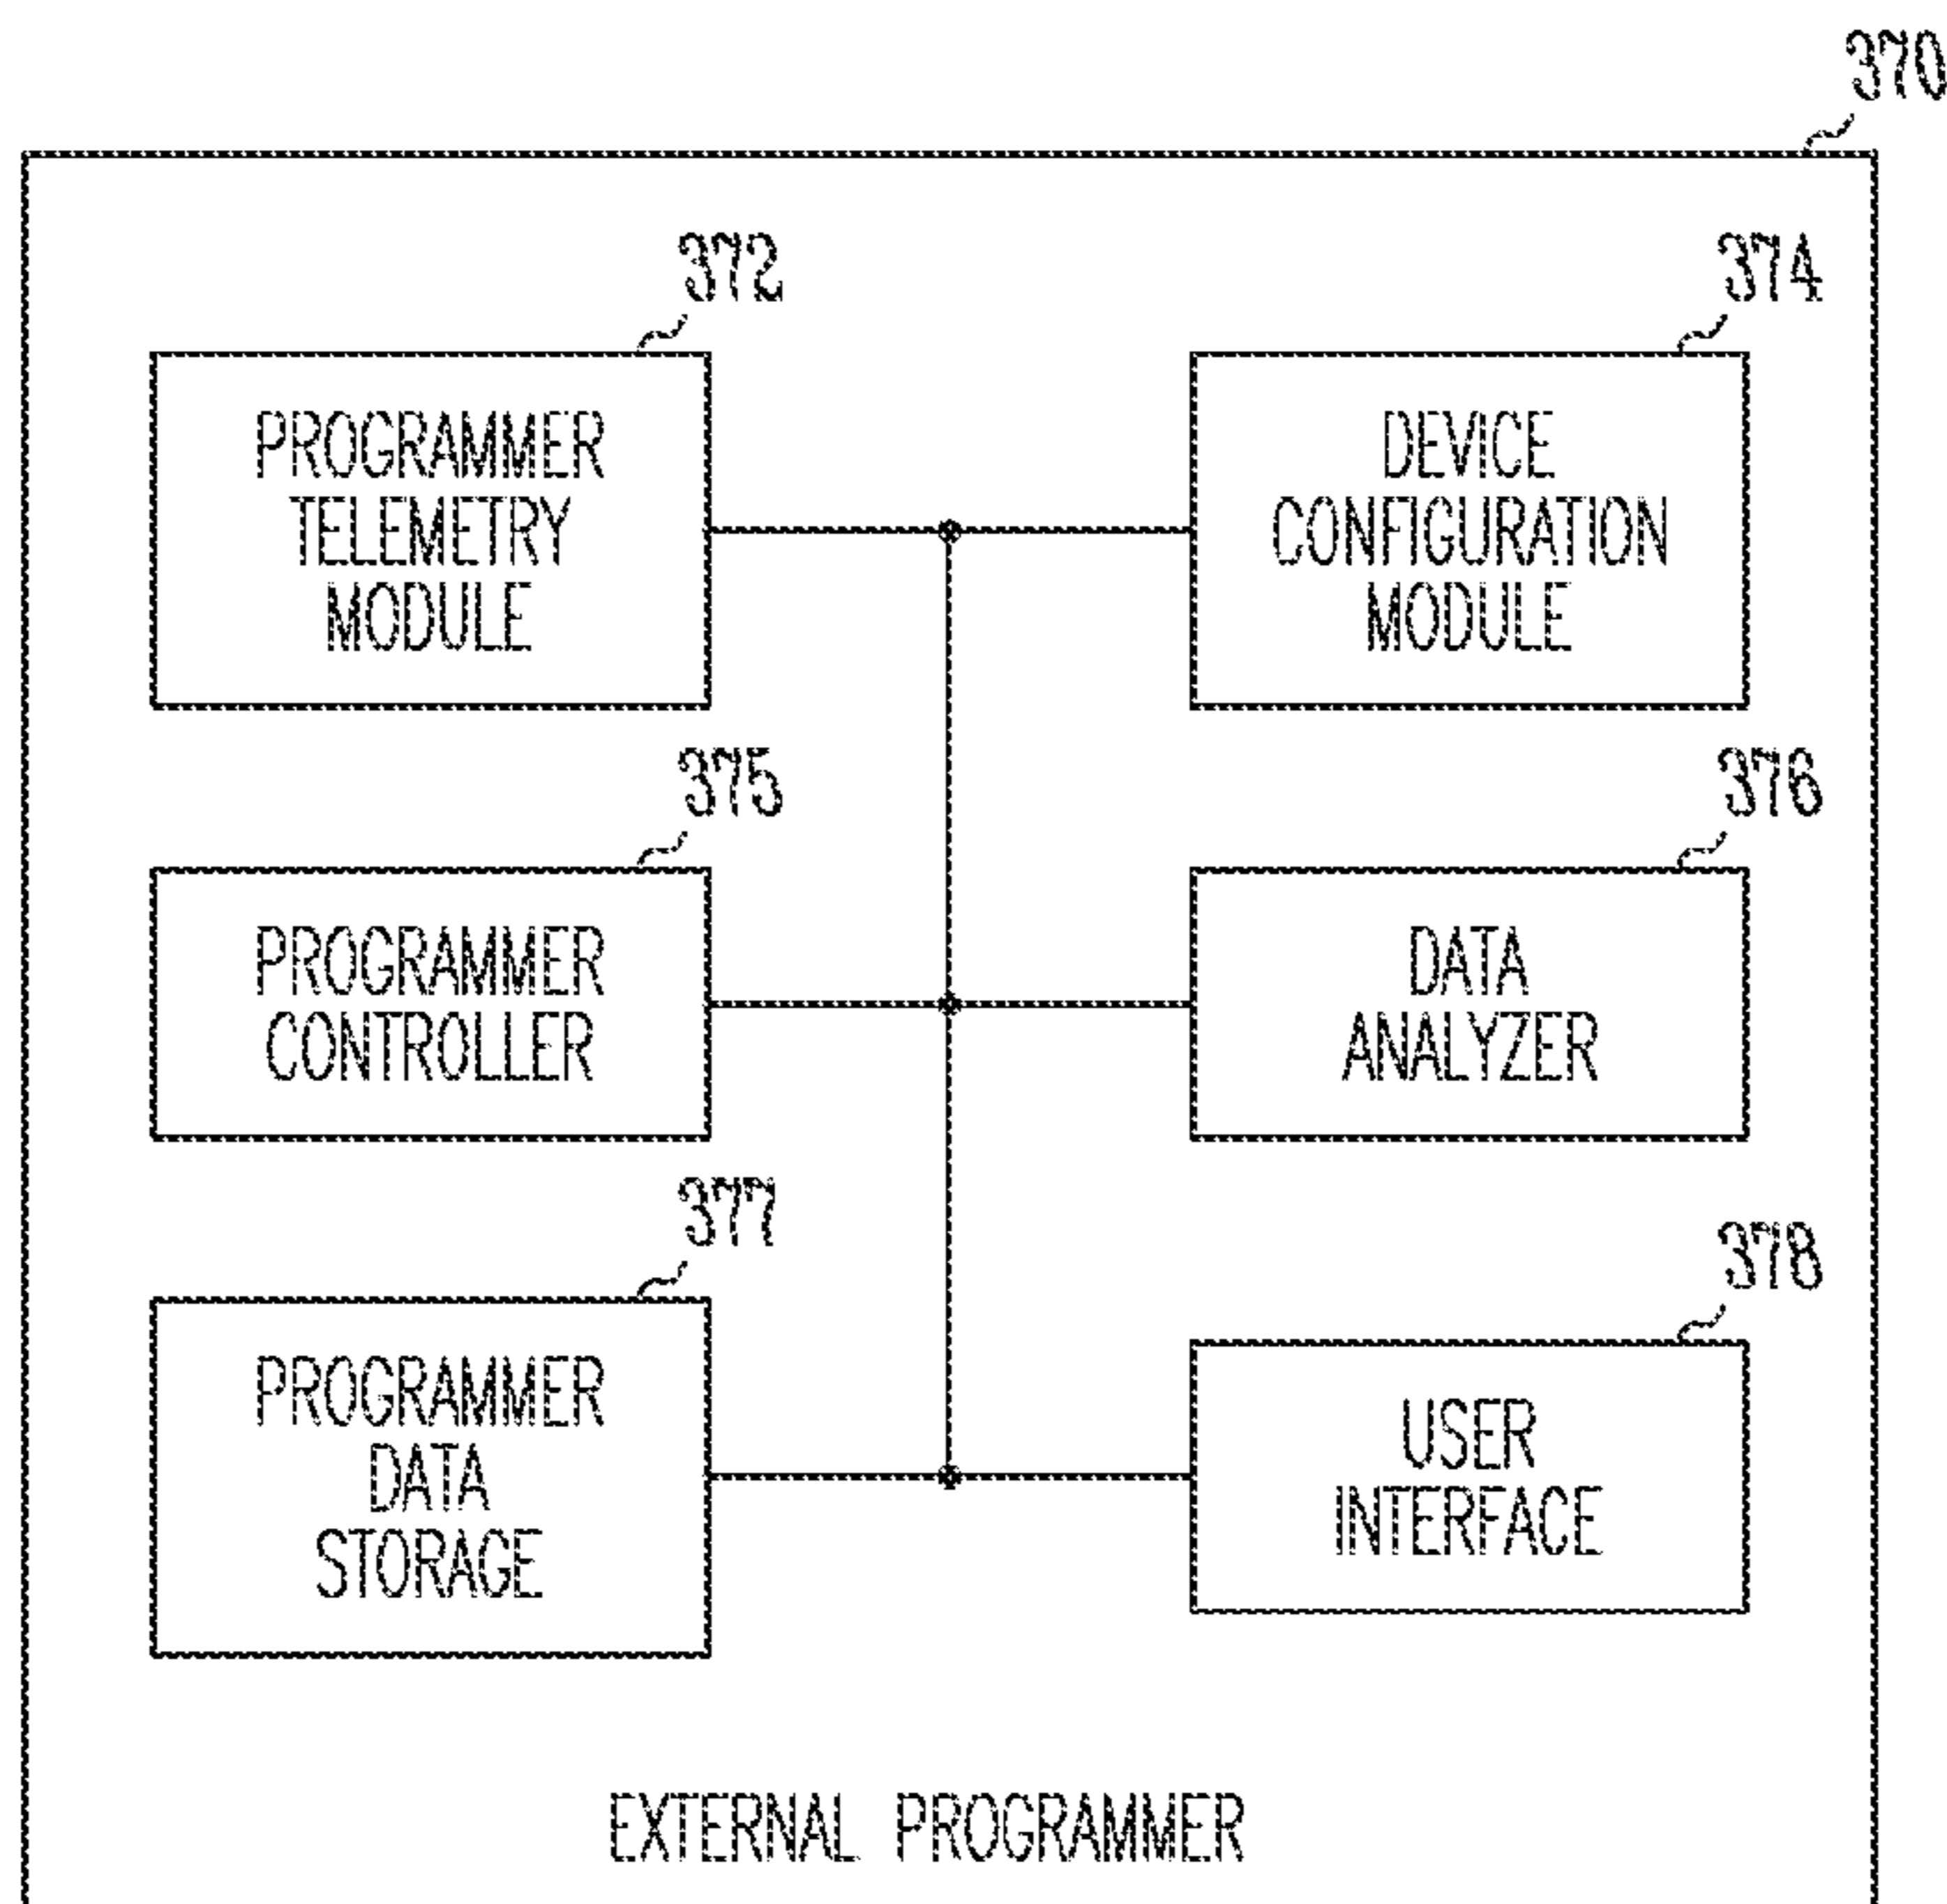 370
372
PROGRAMMER
TELEMETRY
MODULE
374
DEVICE
CONFIGURATION
MODULE
375
PROGRAMMER
CONTROLLER
376
DATA
ANALYZER
377
PROGRAMMER
DATA
STORAGE
378
USER
INTERFACE
EXTERNAL PROGRAMMER